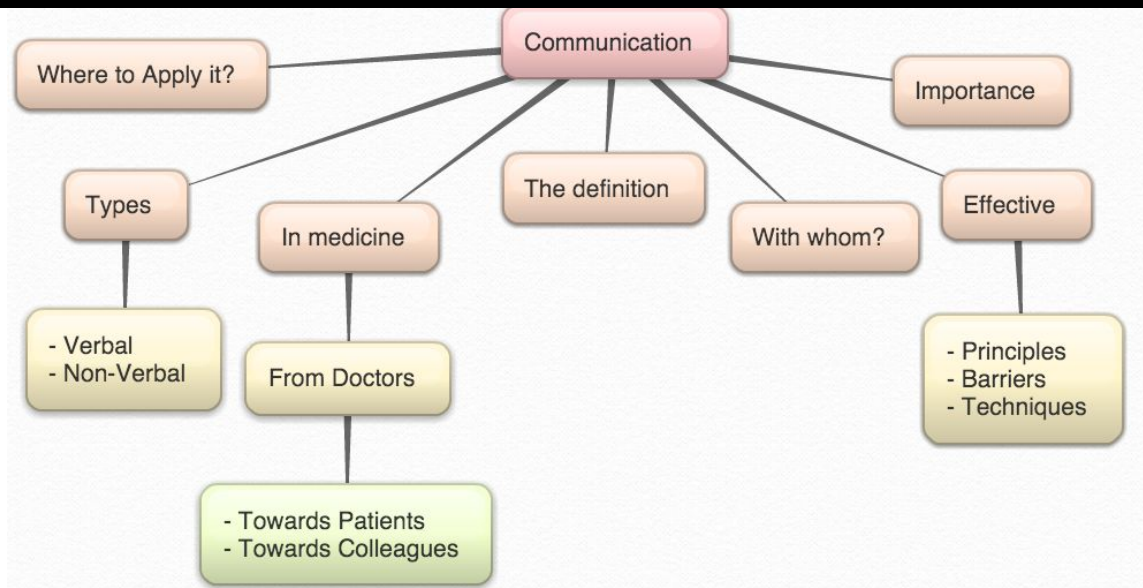 Communication
Where to Apply it?
Importance
The definition
Types
Effective
In medicine
With whom?
- Verbal
- Non-Verbal
From Doctors
- Principles
- Barriers
- Techniques
- Towards Patients
- Towards Colleagues